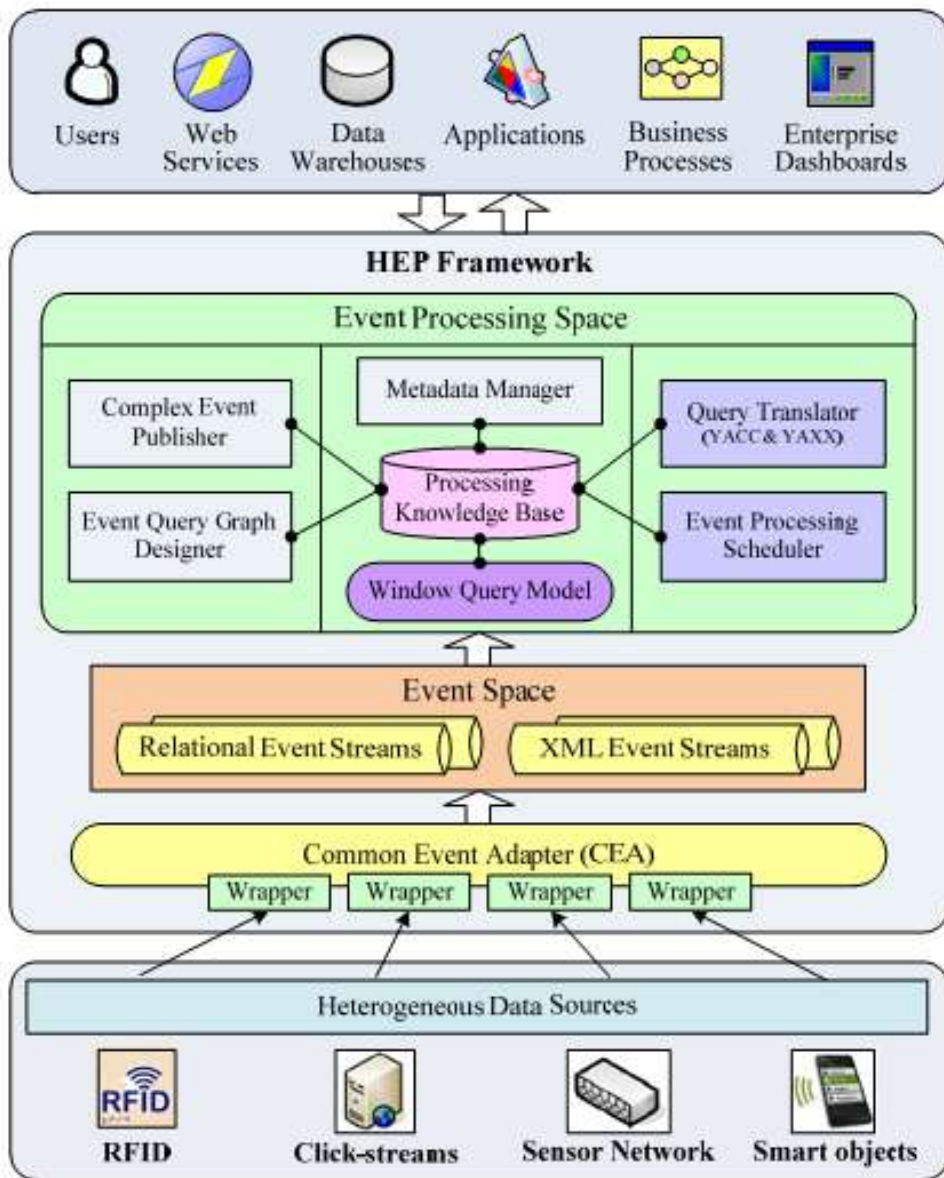 Users
Web
Services
Data
Warehouses
Applications
Business
Processes
Enterprise
Dashboards
HEP Framework
Event Processing Space
Complex Event
Publisher
Event Query Graph
Designer
Metadata Manager
Processing
Knowledge Base
Window Query Model
Query Translator
(YACC & YAXX)
Event Processing
Scheduler
Event Space
Relational Event Streams
XML Event Streams
Common Event Adapter (CEA)
Wrapper
Wrapper
Wrapper
Wrapper
Heterogeneous Data Sources
RFID
RFID
Click-streams
Sensor Network
Smart objects